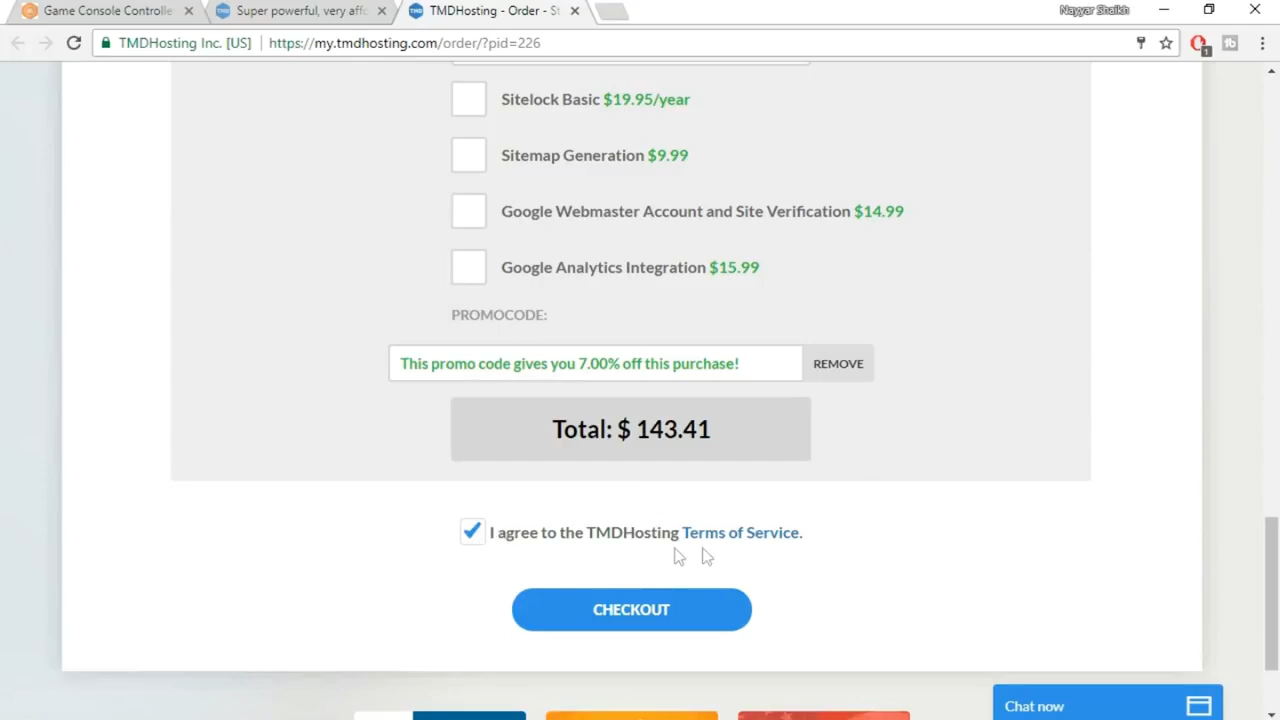 Game Console Controlle
Super powerful, very affo
TMDHosting - Order - St
Nayyar Shaikh
TMDHosting Inc. [US]
https://my.tmdhosting.com/order/?pid=226
1
Sitelock Basic $19.95/year
Sitemap Generation $9.99
Google Webmaster Account and Site Verification $14.99
Google Analytics Integration $15.99
PROMOCODE:
This promo code gives you 7.00% off this purchase!
REMOVE
Total: $ 143.41
I agree to the TMDHosting Terms of Service.
CHECKOUT
Chat now